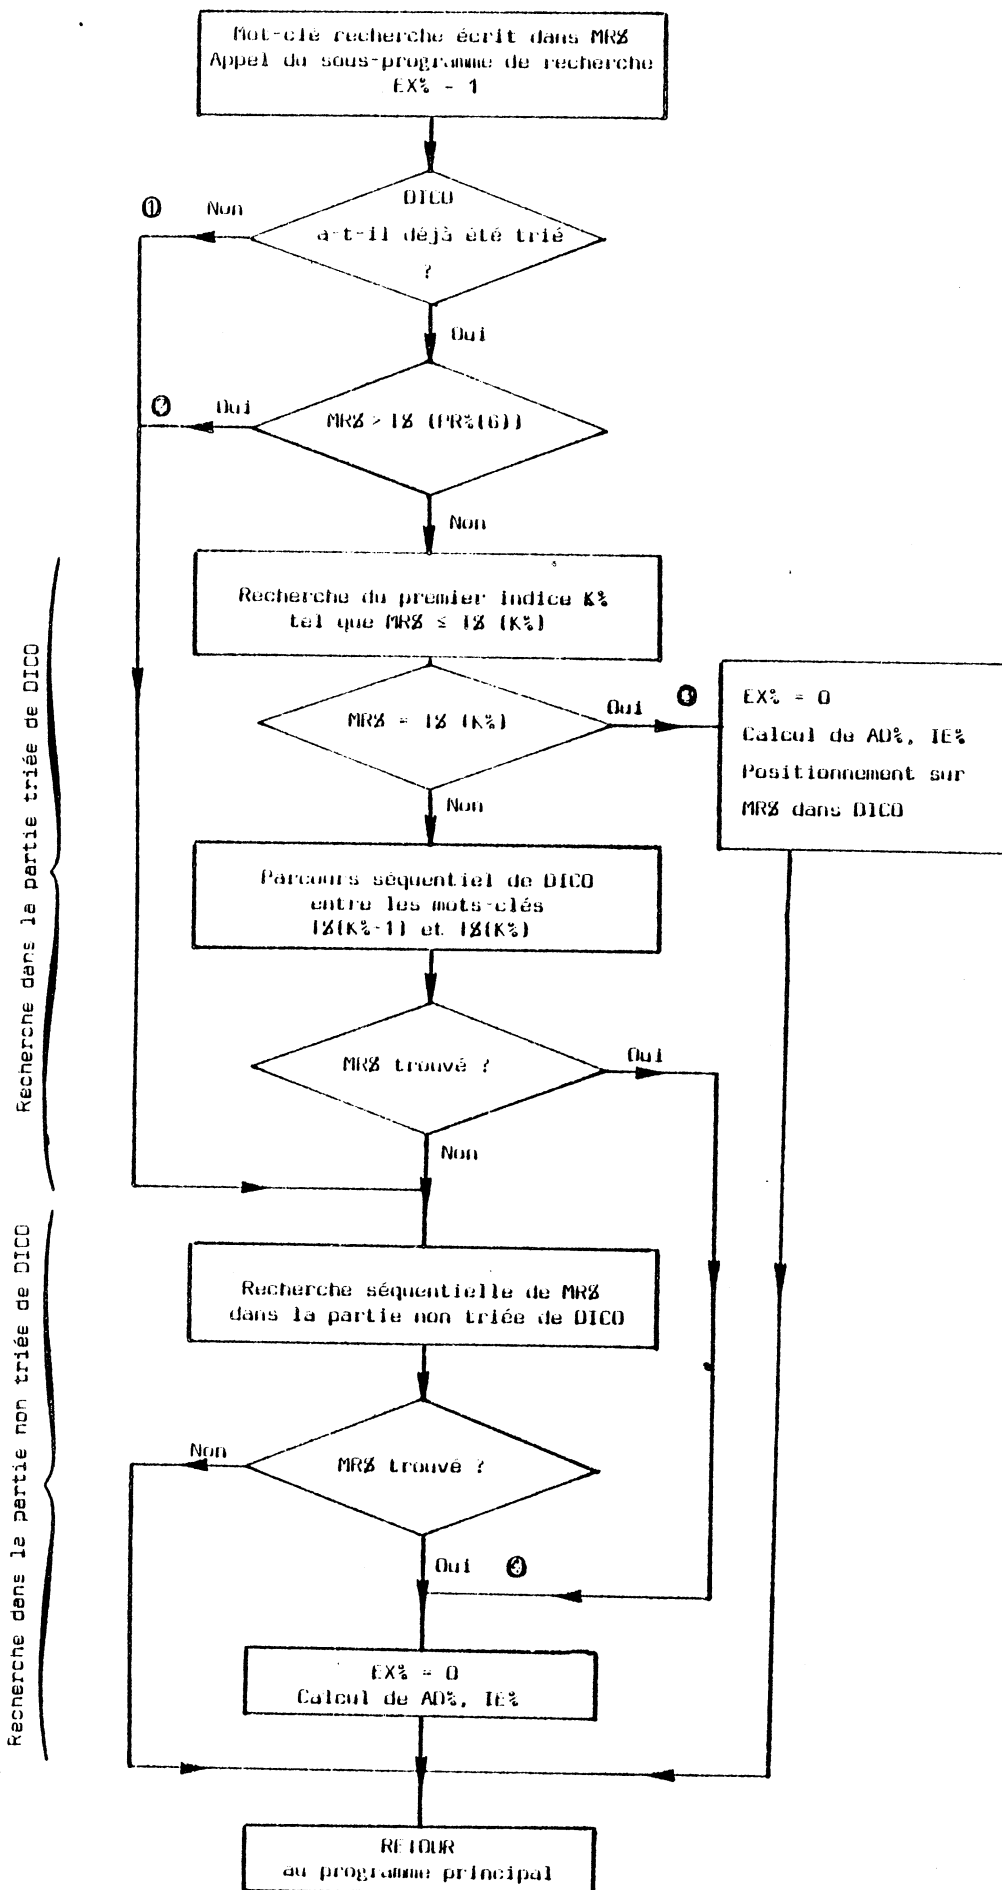 Mot-clé recherche écrit dans MR$
Appel du sous-programme de recherche
EX% = 1
DICO
a-t-il déjà été trié
?
① Non
Oui
MR$ > I$ (PR%(6))
② Oui
Non
Recherche du premier indice K%
tel que MR$ ≤ I$ (K%)
MR$ = I$ (K%)
Oui ③
EX% = 0
Calcul de AD%, IE%
Positionnement sur
MR$ dans DICO
Non
Parcours séquentiel de DICO
entre les mots-clés
I$(K%-1) et I$(K%)
MR$ trouvé ?
Oui
Non
Recherche dans la partie triée de DICO
Recherche séquentielle de MR$
dans la partie non triée de DICO
MR$ trouvé ?
Non
Oui ④
EX% = 0
Calcul de AD%, IE%
Recherche dans la partie non triée de DICO
RETOUR
au programme principal